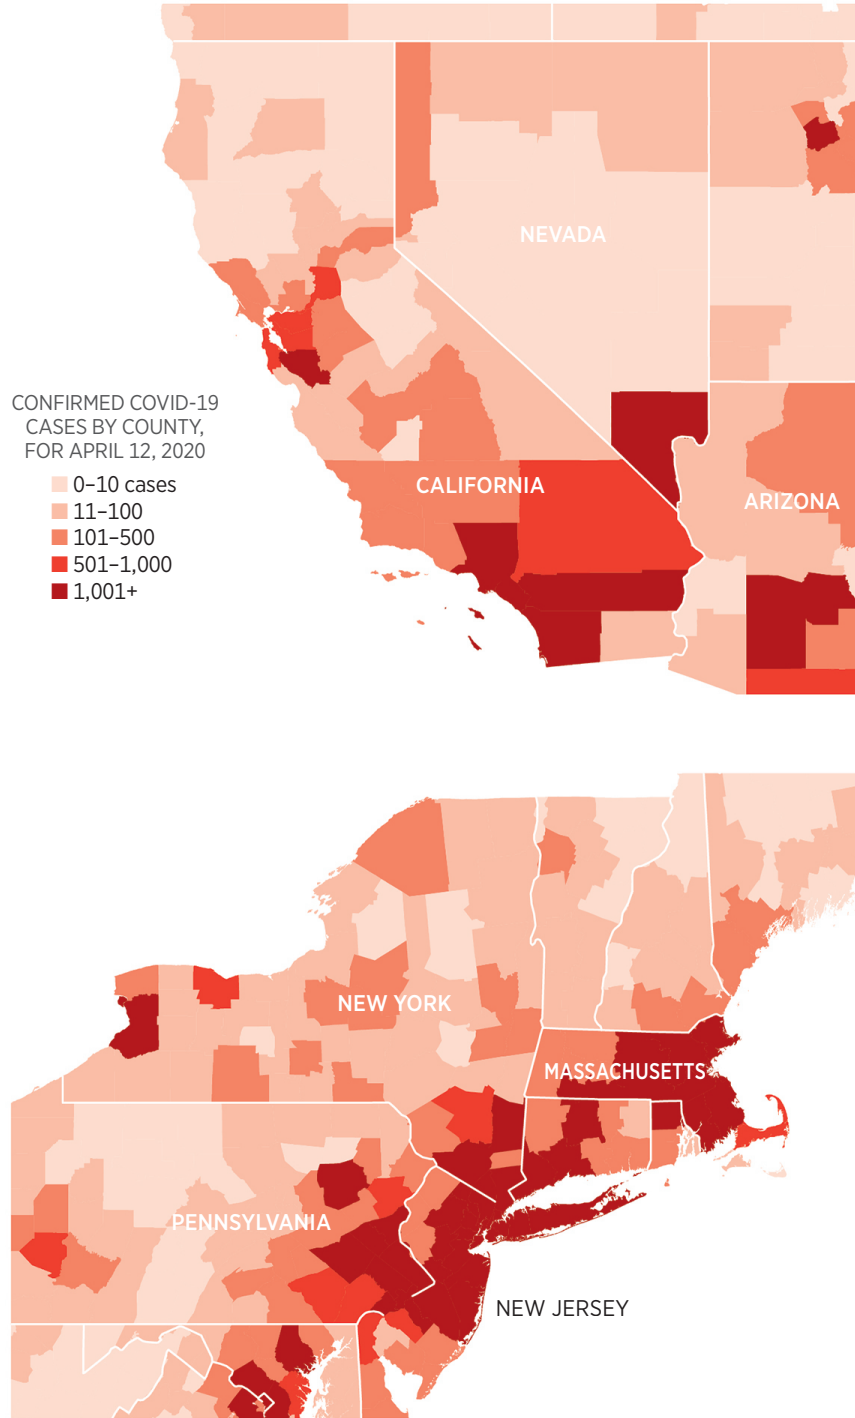 NEVADA
CONFIRMED COVID-19
CASES BY COUNTY,
FOR APRIL 12, 2020
0–10 cases
11–100
101–500
501–1,000
1,001+
CALIFORNIA
ARIZONA
NEW YORK
MASSACHUSETTS
PENNSYLVANIA
NEW JERSEY